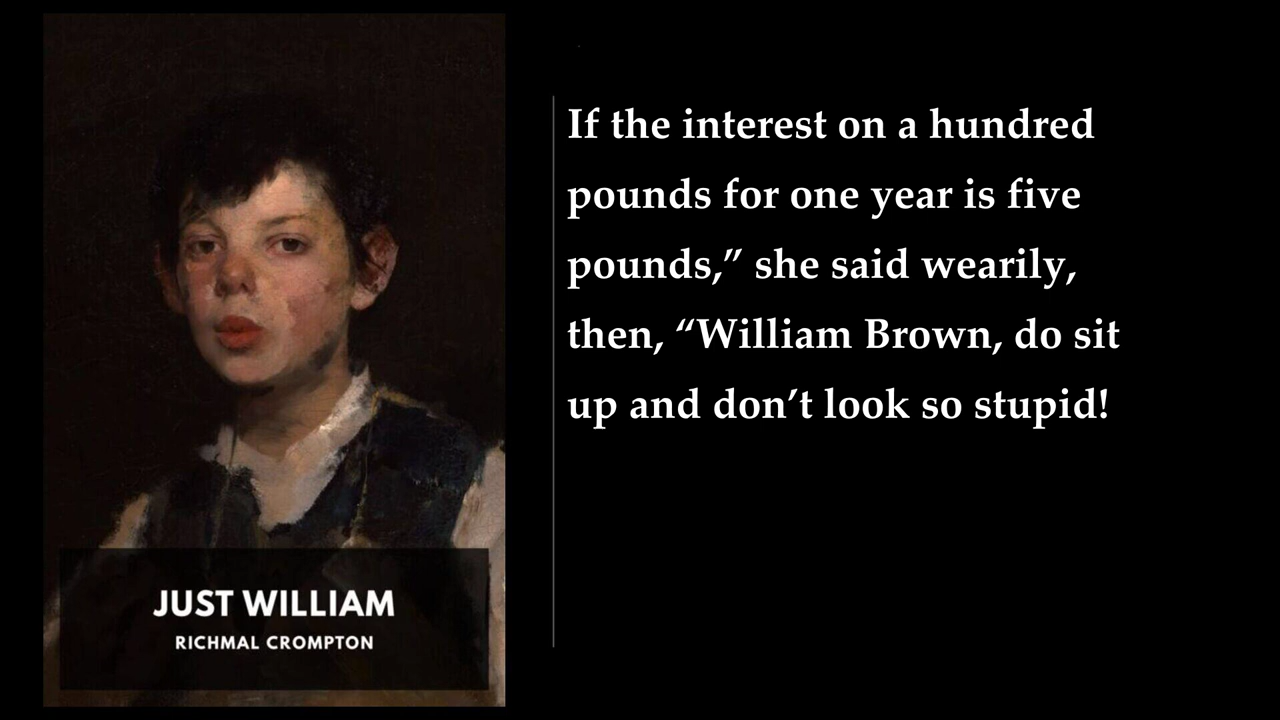 JUST WILLIAM
RICHMAL CROMPTON
If the interest on a hundred
pounds for one year is five
pounds,” she said wearily,
then, “William Brown, do sit
up and don’t look so stupid!